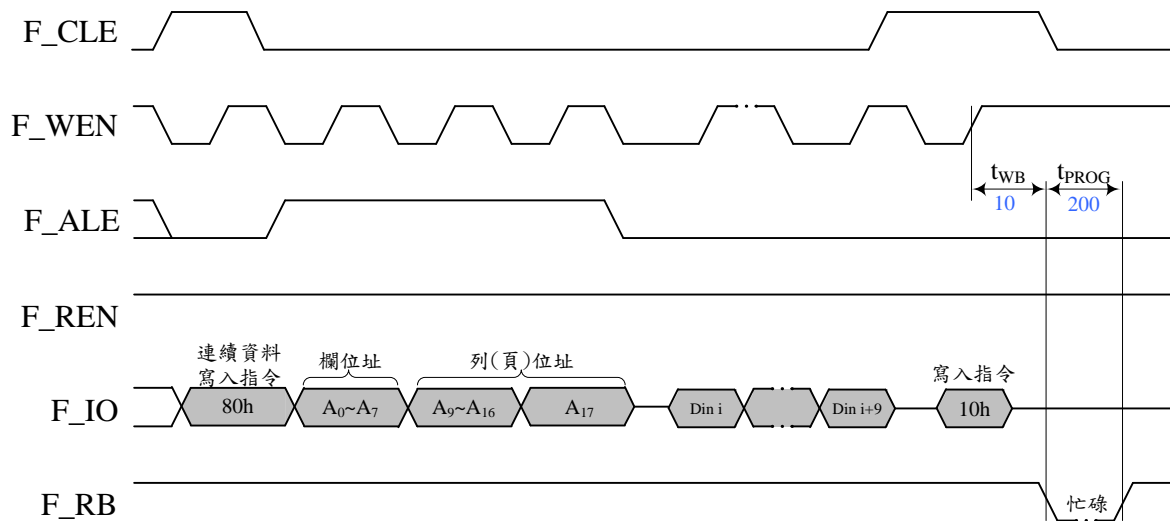 F_CLE
F_WEN
t_WB t_PROG
10 200
F_ALE
F_REN
連續資料
寫入指令 欄位址 列(頁)位址 寫入指令
F_IO 80h A₀~A₇ A₉~A₁₆ A₁₇ Din i Din i+9 10h
F_RB 忙碌